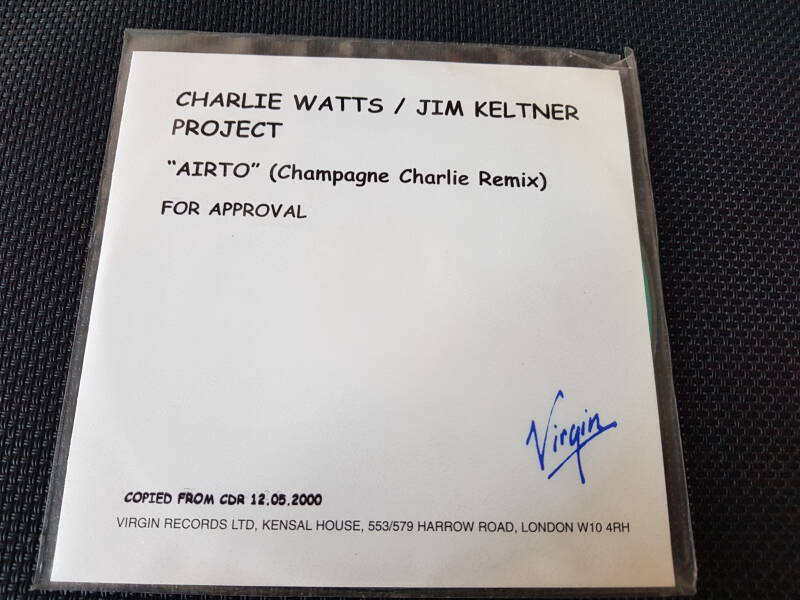 CHARLIE WATTS / JIM KELTNER
PROJECT
“AIRTO” (Champagne Charlie Remix)
FOR APPROVAL
Virgin
COPIED FROM CDR 12.05.2000
VIRGIN RECORDS LTD, KENSAL HOUSE, 553/579 HARROW ROAD, LONDON W10 4RH